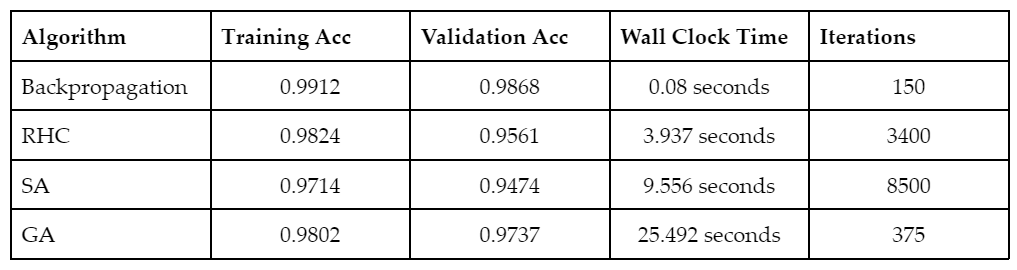 Algorithm Training Acc Validation Acc Wall Clock Time Iterations
Backpropagation 0.9912 0.9868 0.08 seconds 150
RHC 0.9824 0.9561 3.937 seconds 3400
SA 0.9714 0.9474 9.556 seconds 8500
GA 0.9802 0.9737 25.492 seconds 375